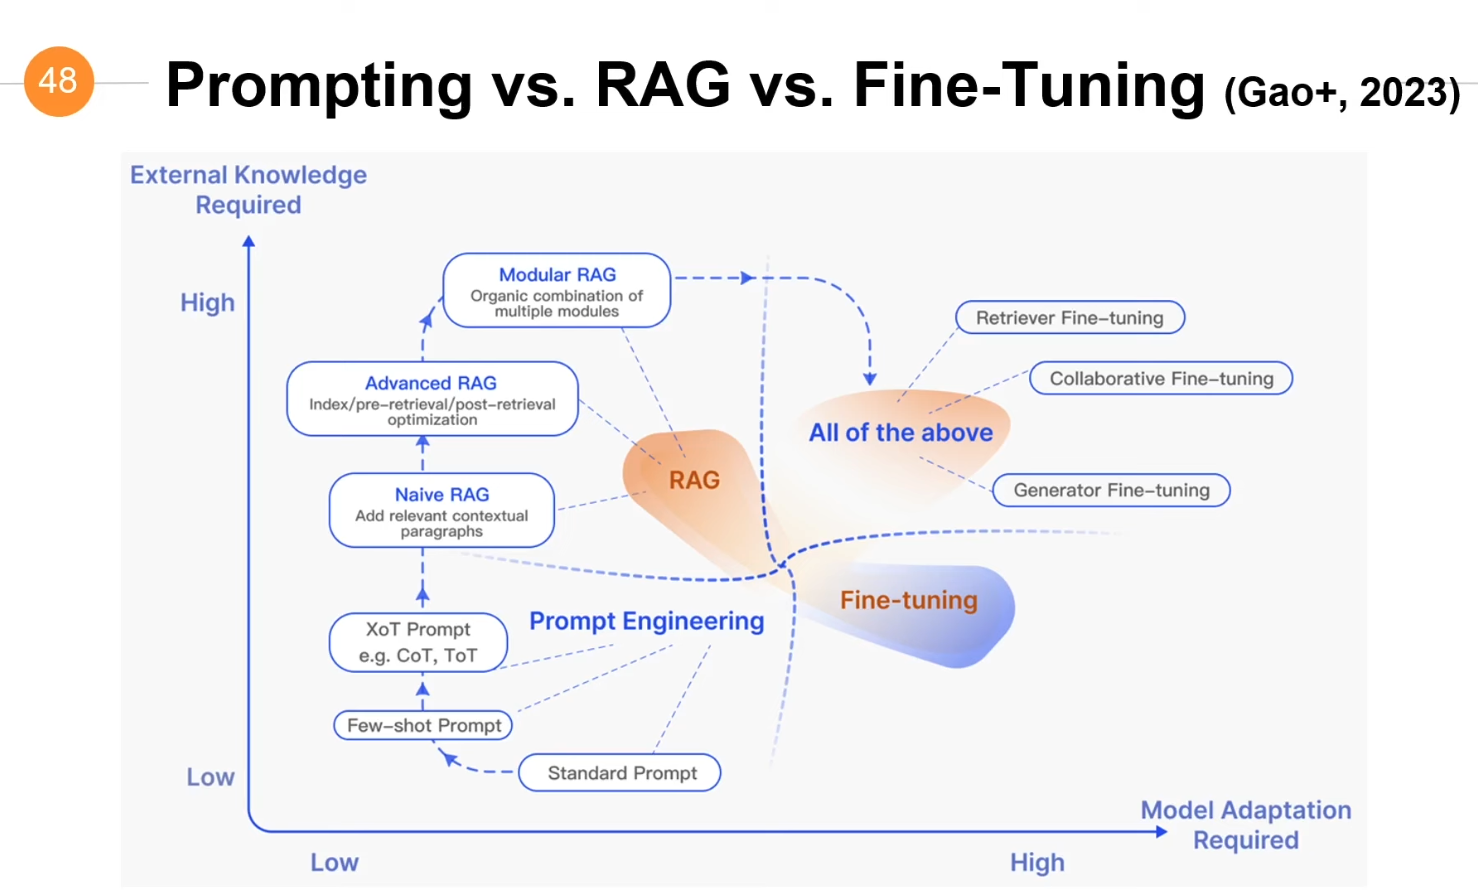 48
Prompting vs. RAG vs. Fine-Tuning (Gao+, 2023)
External Knowledge
Required
High
Modular RAG
Organic combination of
multiple modules
Retriever Fine-tuning
Advanced RAG
Index/pre-retrieval/post-retrieval
optimization
Collaborative Fine-tuning
All of the above
RAG
Naive RAG
Add relevant contextual
paragraphs
Generator Fine-tuning
Fine-tuning
Prompt Engineering
XoT Prompt
e.g. CoT, ToT
Few-shot Prompt
Standard Prompt
Low
Model Adaptation
Required
Low
High